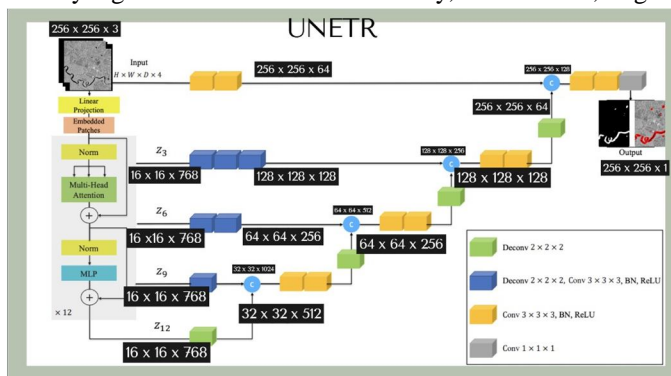 UNETR
256 x 256 x 3
Input
H × W × D × 4
256 x 256 x 64
256 x 256 x 128
Linear
Projection
Embedded
Patches
256 x 256 x 64
Output
256 x 256 x 1
Norm
Multi-Head
Attention
Z3
16 x 16 x 768
128 x 128 x 128
128 x 128 x 256
128 x 128 x 128
Z6
16 x16 x 768
64 x 64 x 256
64 x 64 x 512
64 x 64 x 256
Norm
MLP
× 12
Z9
16 x 16 x 768
32 x 32 x 1024
32 x 32 x 512
Z12
16 x 16 x 768
C
C
C
C
Deconv 2 × 2 × 2
Deconv 2 × 2 × 2, Conv 3 × 3 × 3, BN, ReLU
Conv 3 × 3 × 3, BN, ReLU
Conv 1 × 1 × 1